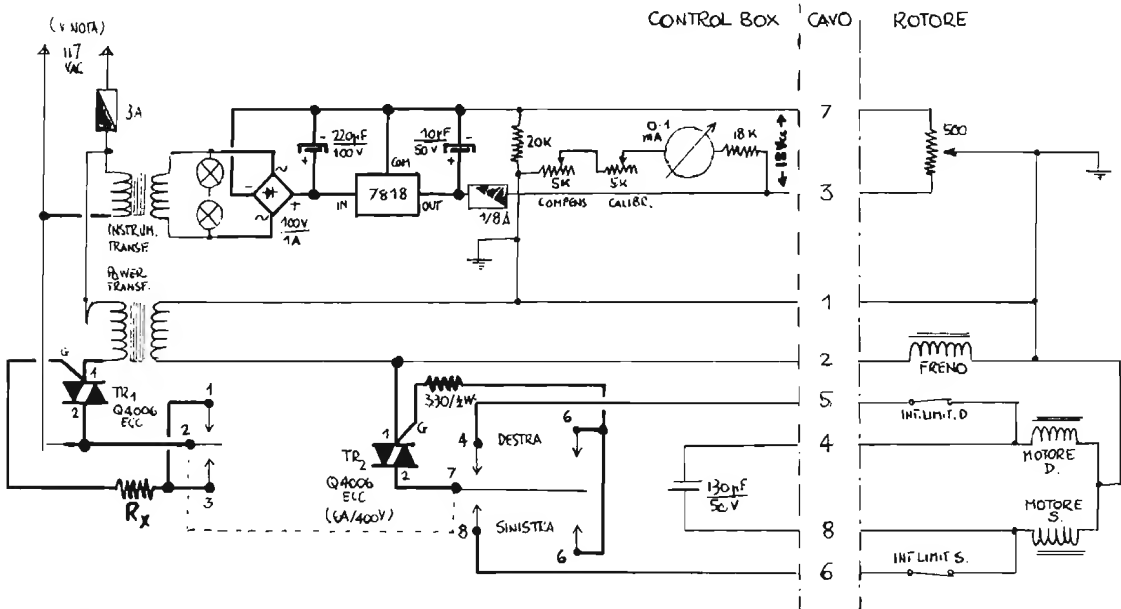 CONTROL BOX CAVO ROTORE
(V NOTA)
117
VAC
3A
INSTRUM.
TRANSF.
~
-
+
~
100V
1A
-
220µF
100V
+
COM
7818
IN
OUT
-
10µF
50V
+
1/8A
20K
5K
COMPENS
5K
CALIBR.
0.1
mA
18K
18Vcc
7
3
500
POWER
TRANSF.
1
2
FRENO
G
1
TR1
Q4006
ECC
2
1
2
3
Rx
330/½W
G
1
TR2
2
Q4006
ECC
(6A/400V)
7
4
DESTRA
6
8
SINISTRA
6
130µF
50V
5
INT. LIMIT. D
4
MOTORE
D.
MOTORE
S.
8
6
INT. LIMIT S.